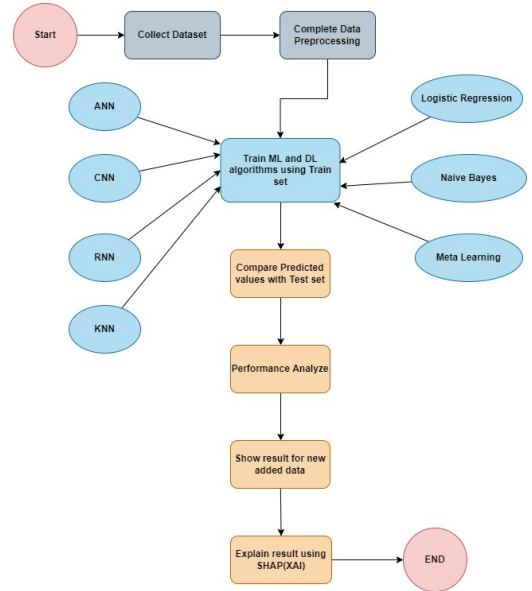 Start
Collect Dataset
Complete Data
Preprocessing
ANN
CNN
RNN
KNN
Train ML and DL
algorithms using Train
set
Logistic Regression
Naive Bayes
Meta Learning
Compare Predicted
values with Test set
Performance Analyze
Show result for new
added data
Explain result using
SHAP(XAI)
END